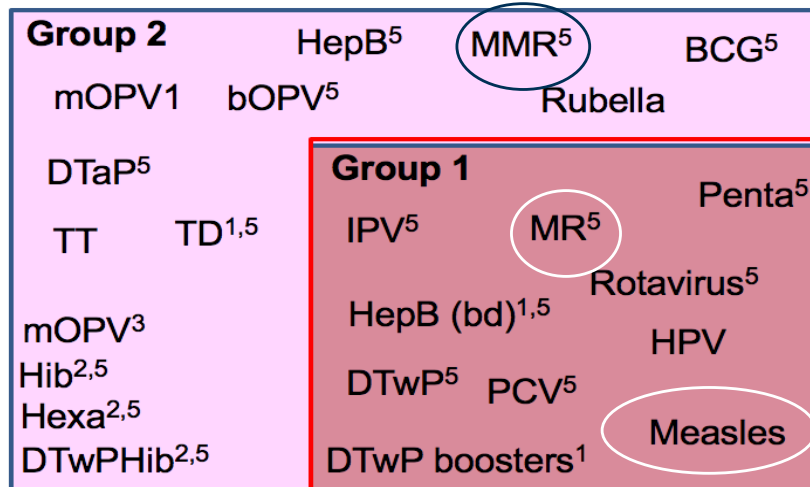 Group 2
HepB⁵ MMR⁵ BCG⁵
mOPV1 bOPV⁵ Rubella
DTaP⁵
TT TD¹,⁵
mOPV³
Hib²,⁵
Hexa²,⁵
DTwPHib²,⁵
Group 1
Penta⁵
IPV⁵ MR⁵
Rotavirus⁵
HepB (bd)¹,⁵
HPV
DTwP⁵ PCV⁵
Measles
DTwP boosters¹